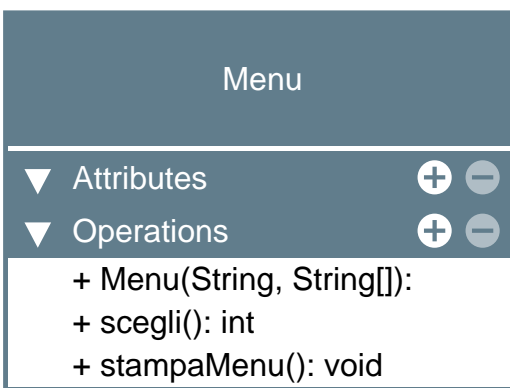 Menu
Attributes
Operations
+ Menu(String, String[]):
+ scegli(): int
+ stampaMenu(): void